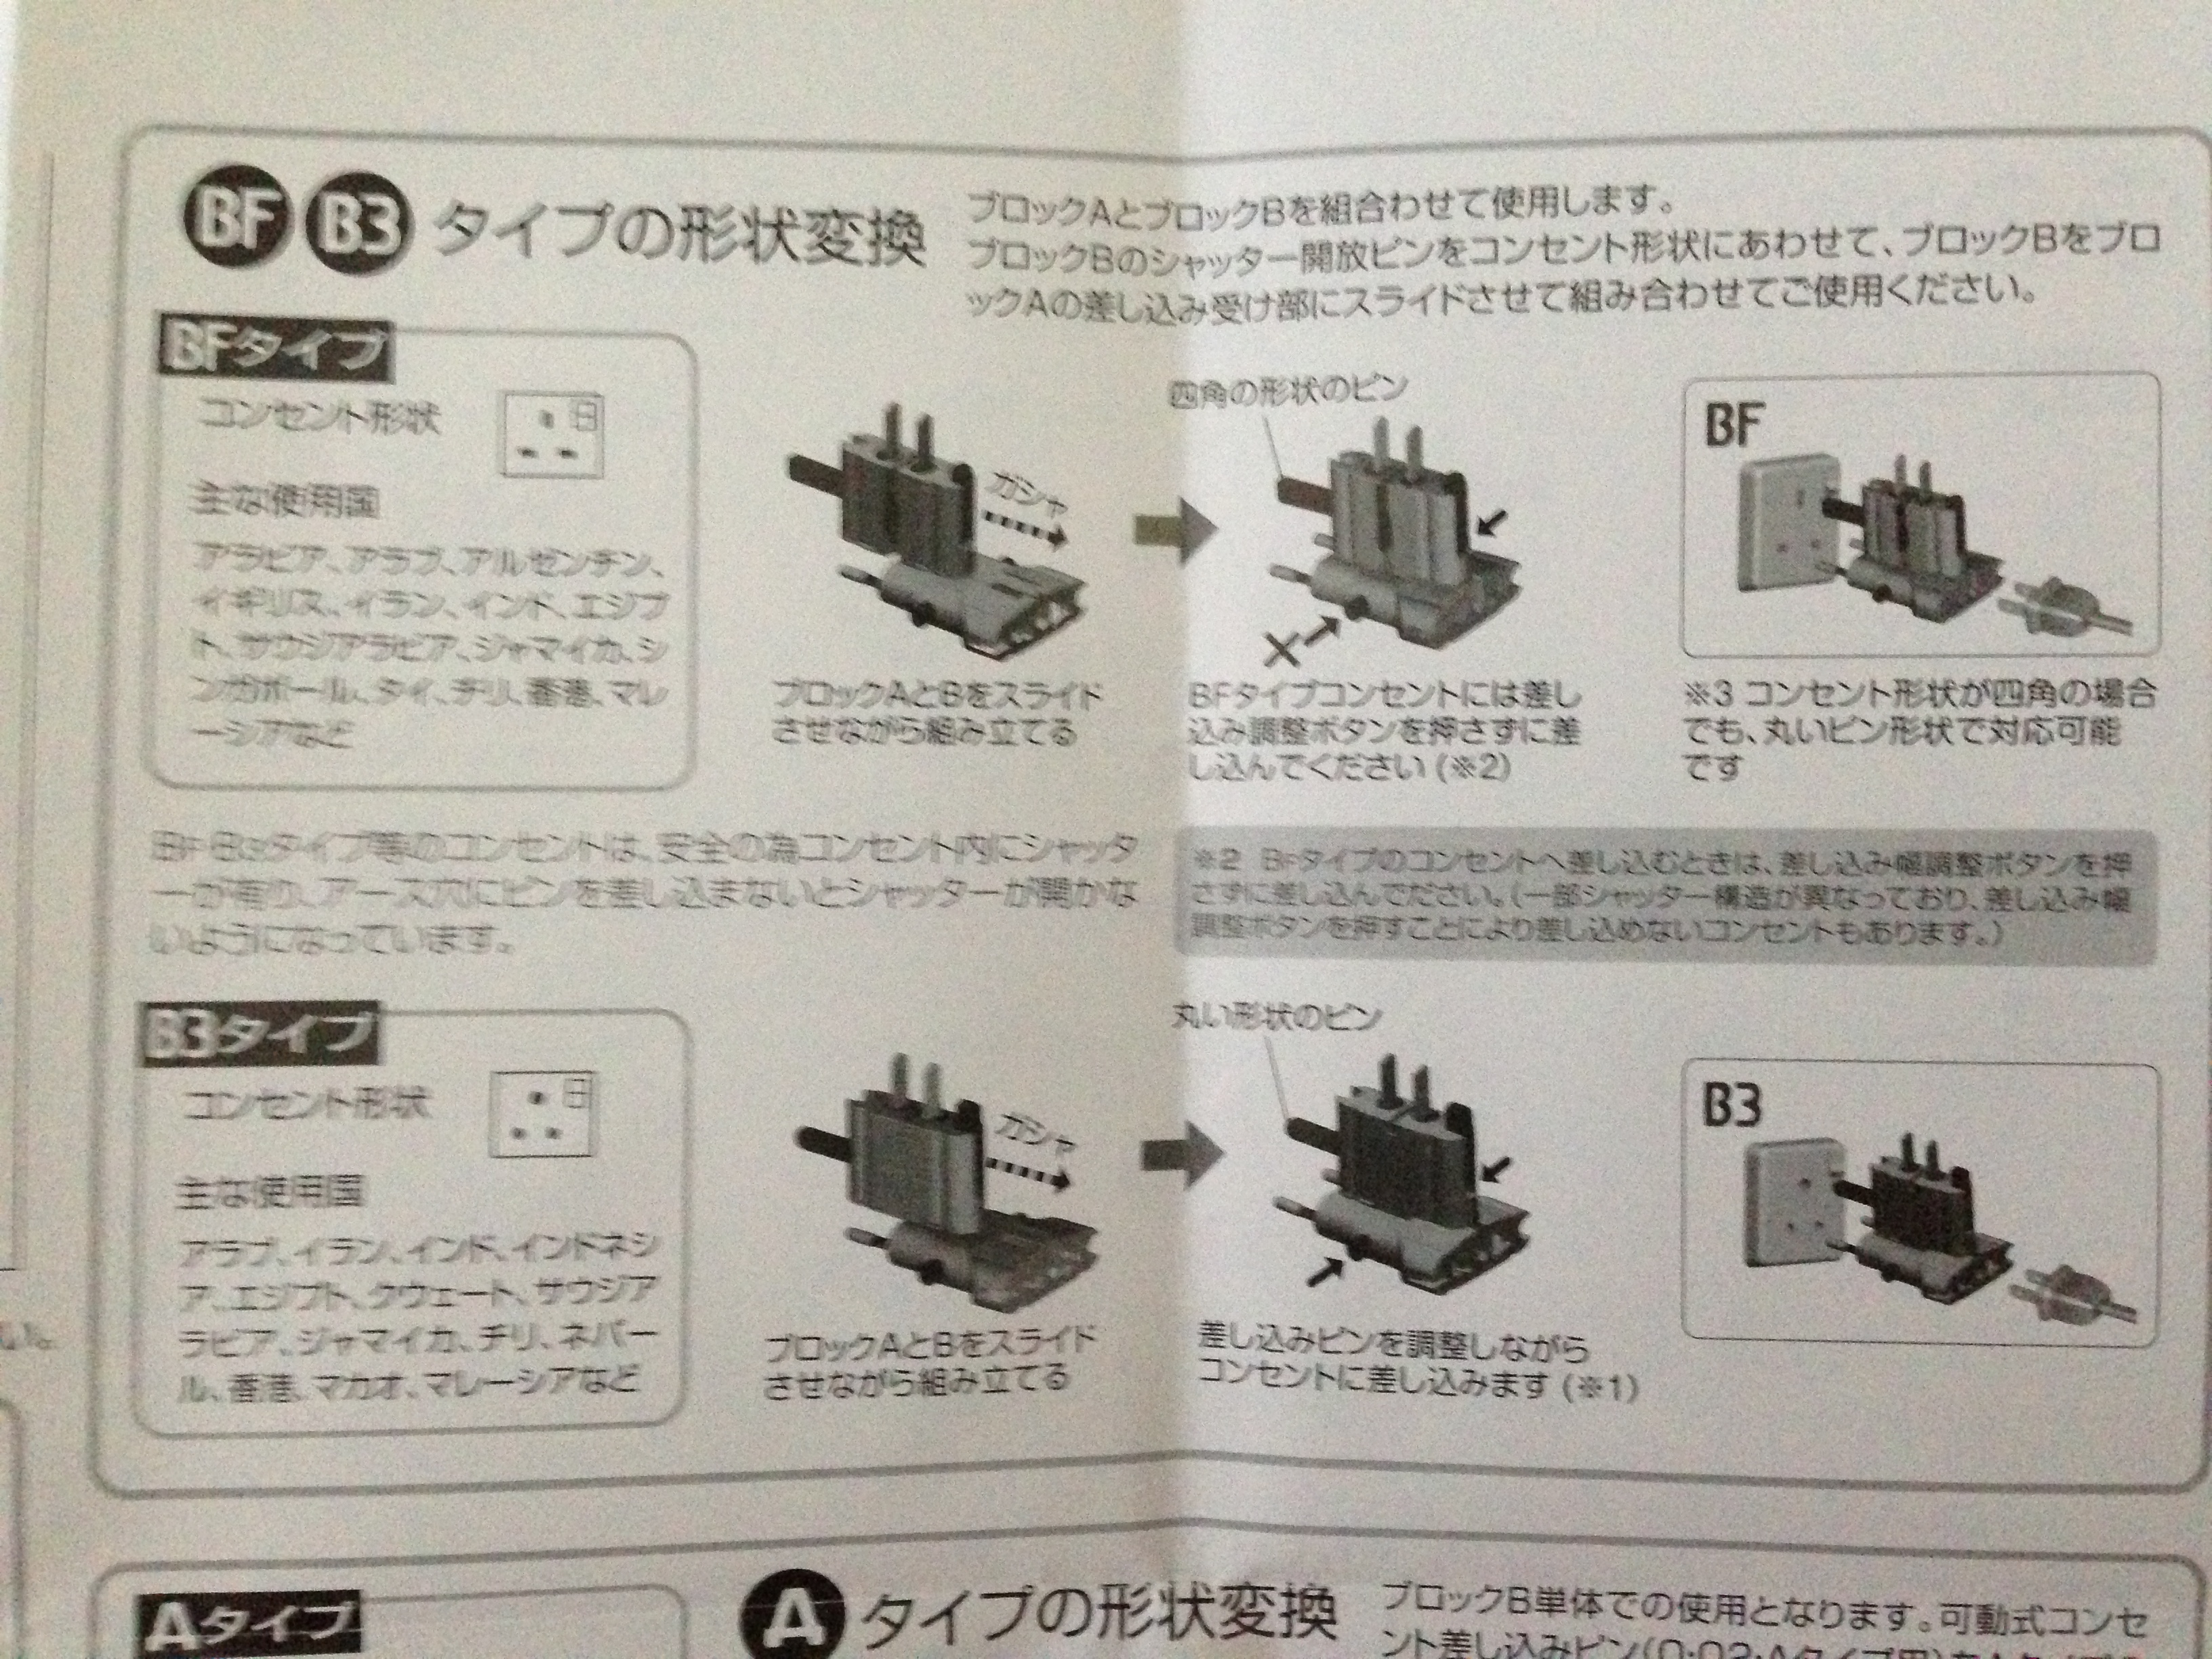 い。
BF B3 タイプの形状変換
ブロックAとブロックBを組合わせて使用します。
ブロックBのシャッター開放ピンをコンセント形状にあわせて、ブロックBをブロ
ックAの差し込み受け部にスライドさせて組み合わせてご使用ください。
BFタイプ
コンセント形状
主な使用国
アラビア、アラブ、アルゼンチン、
イギリス、イラン、インド、エジプ
ト、サウジアラビア、ジャマイカ、シ
ンガポール、タイ、チリ、香港、マレ
ーシアなど
ガシャ
ブロックAとBをスライド
させながら組み立てる
四角の形状のピン
BFタイプコンセントには差し
込み調整ボタンを押さずに差
し込んでください(※2)
BF
※3 コンセント形状が四角の場合
でも、丸いピン形状で対応可能
です
BF・B3タイプ専用コンセントは、安全の為コンセント内にシャッタ
ーがあり、アース穴にピンを差し込まないとシャッターが開かな
いようになっています。
※2 BFタイプのコンセントへ差し込むときは、差し込み幅調整ボタンを押
さずに差し込んでください。(一部シャッター構造が異なっており、差し込み幅
調整ボタンを押すことにより差し込めないコンセントもあります。)
B3タイプ
コンセント形状
主な使用国
アラブ、イラン、インド、インドネシ
ア、エジプト、クウェート、サウジア
ラビア、ジャマイカ、チリ、ネパー
ル、香港、マカオ、マレーシアなど
ガシャ
ブロックAとBをスライド
させながら組み立てる
丸い形状のピン
差し込みピンを調整しながら
コンセントに差し込みます(※1)
B3
Aタイプ
A タイプの形状変換
ブロックB単体での使用となります。可動式コンセ
ント差し込みピン